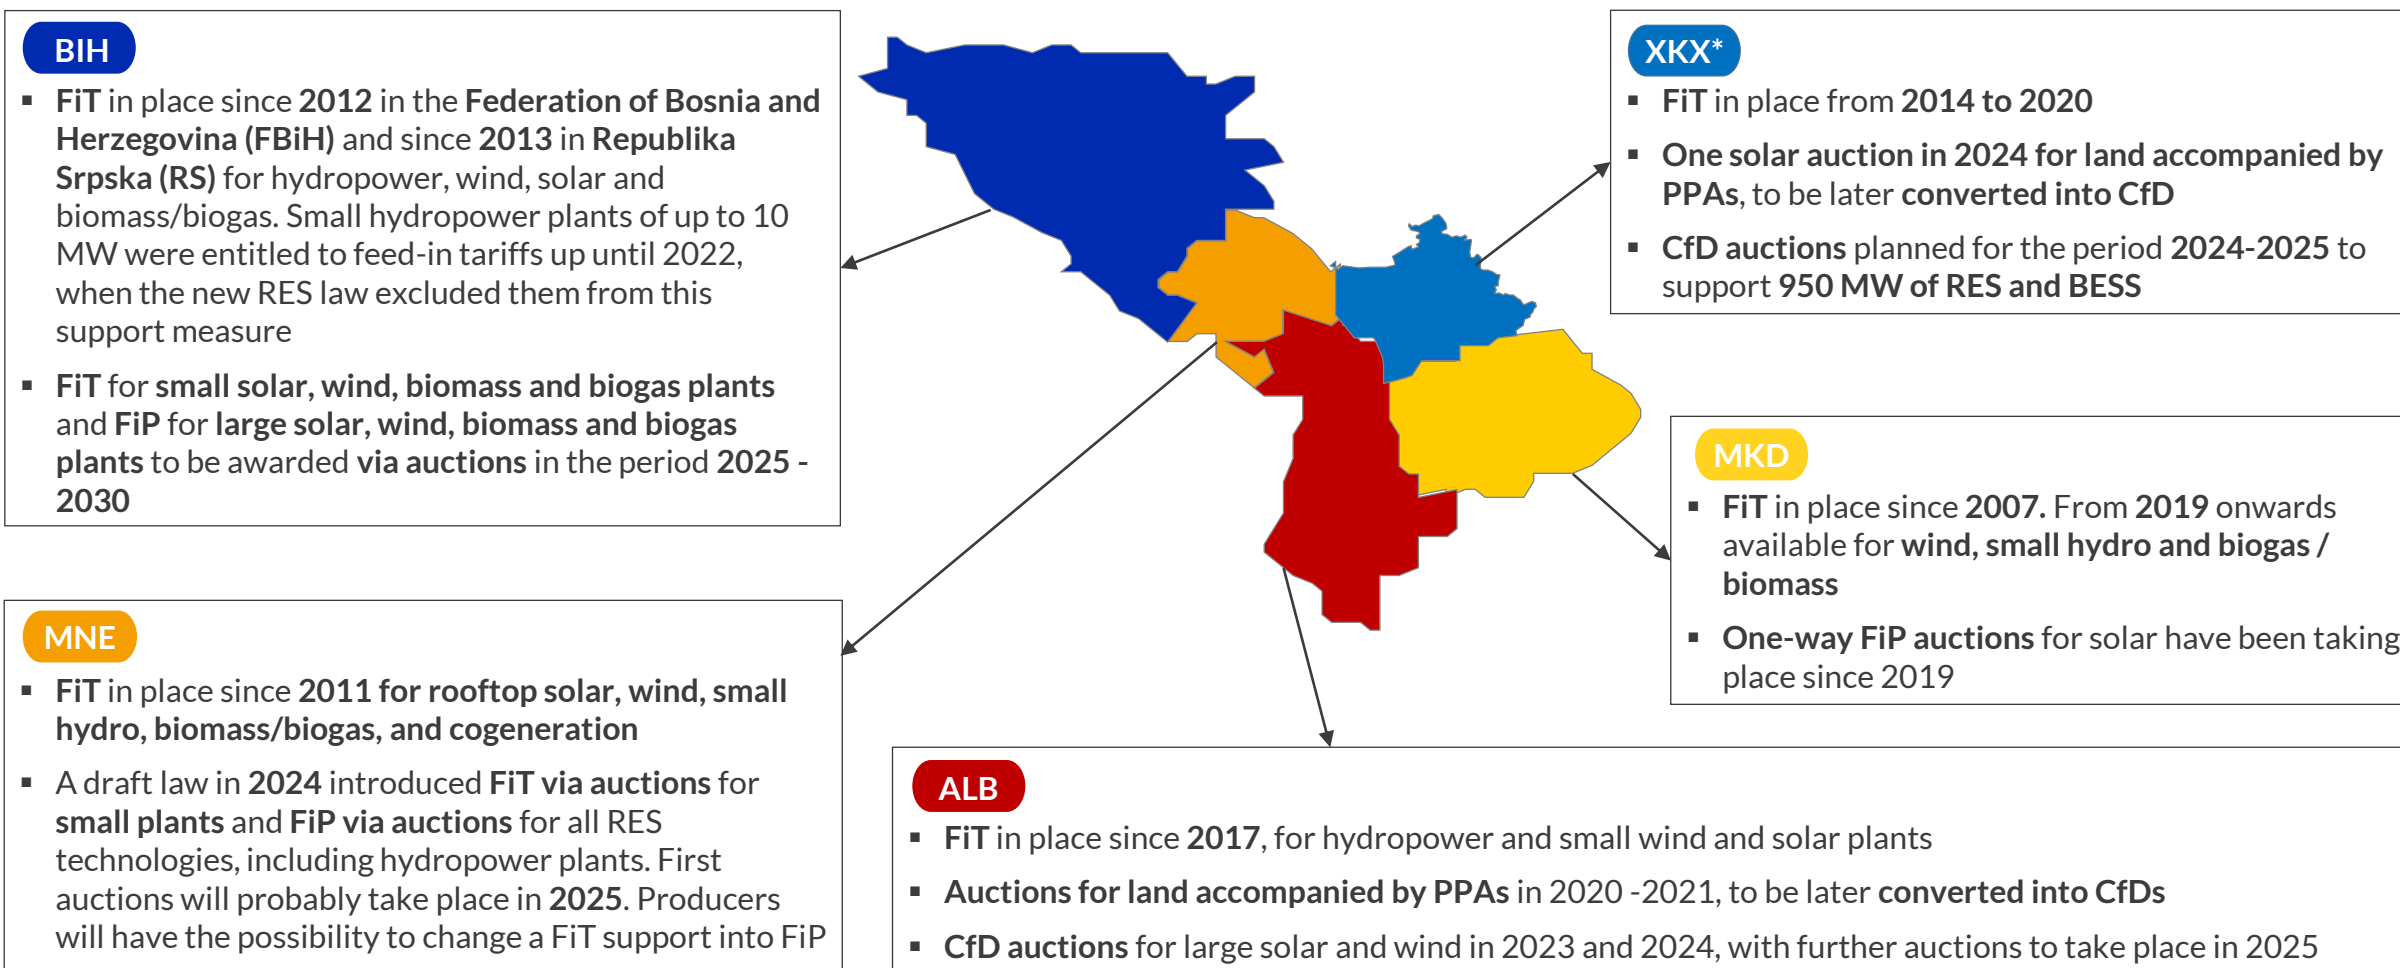 BIH
▪ FiT in place since 2012 in the Federation of Bosnia and
Herzegovina (FBiH) and since 2013 in Republika
Srpska (RS) for hydropower, wind, solar and
biomass/biogas. Small hydropower plants of up to 10
MW were entitled to feed-in tariffs up until 2022,
when the new RES law excluded them from this
support measure
▪ FiT for small solar, wind, biomass and biogas plants
and FiP for large solar, wind, biomass and biogas
plants to be awarded via auctions in the period 2025 -
2030
XKX*
▪ FiT in place from 2014 to 2020
▪ One solar auction in 2024 for land accompanied by
PPAs, to be later converted into CfD
▪ CfD auctions planned for the period 2024-2025 to
support 950 MW of RES and BESS
MKD
▪ FiT in place since 2007. From 2019 onwards
available for wind, small hydro and biogas /
biomass
▪ One-way FiP auctions for solar have been taking
place since 2019
MNE
▪ FiT in place since 2011 for rooftop solar, wind, small
hydro, biomass/biogas, and cogeneration
▪ A draft law in 2024 introduced FiT via auctions for
small plants and FiP via auctions for all RES
technologies, including hydropower plants. First
auctions will probably take place in 2025. Producers
will have the possibility to change a FiT support into FiP
ALB
▪ FiT in place since 2017, for hydropower and small wind and solar plants
▪ Auctions for land accompanied by PPAs in 2020 -2021, to be later converted into CfDs
▪ CfD auctions for large solar and wind in 2023 and 2024, with further auctions to take place in 2025